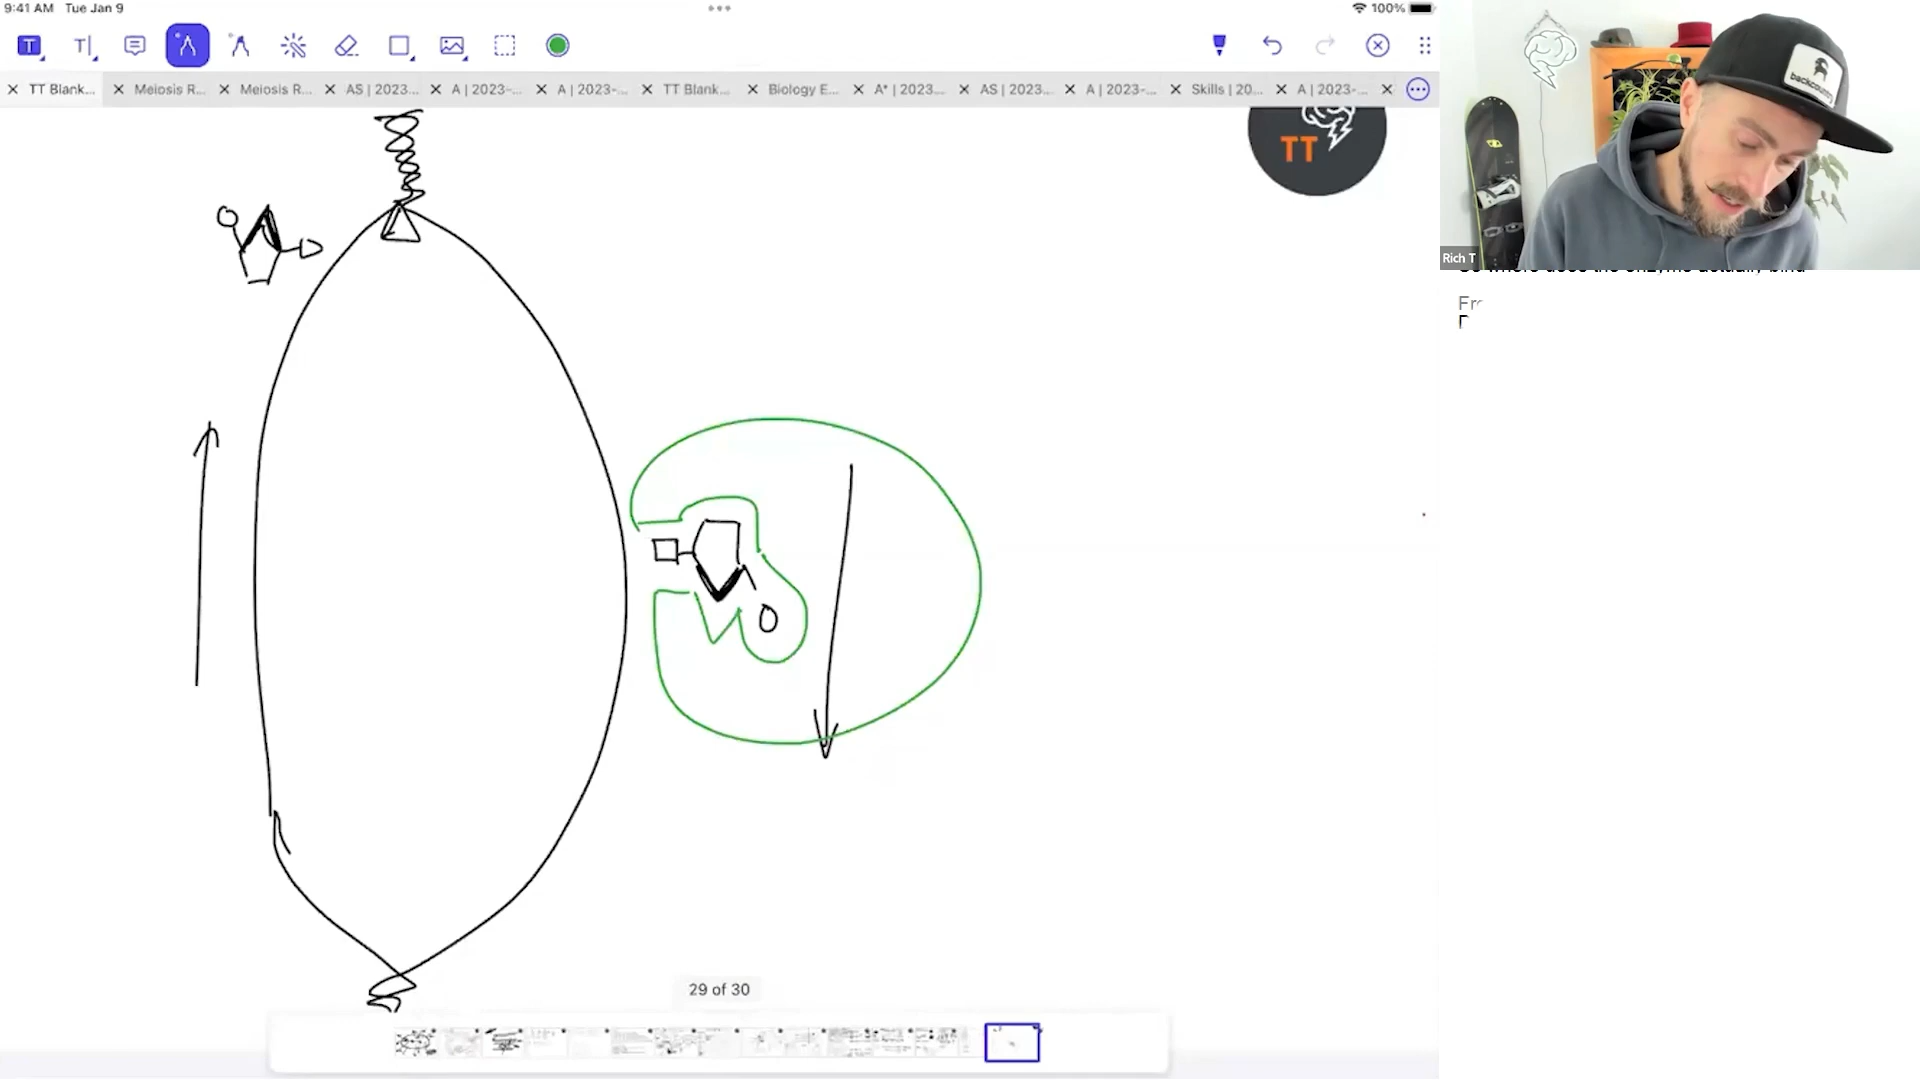 9:41 AM Tue Jan 9
100%
T T
TT Blank... Meiosis R... Meiosis R... AS | 2023... A | 2023-... A | 2023-... TT Blank... Biology E... A* | 2023... AS | 2023... A | 2023-... Skills | 20... A | 2023-...
TT
backcountry
Rich T
29 of 30